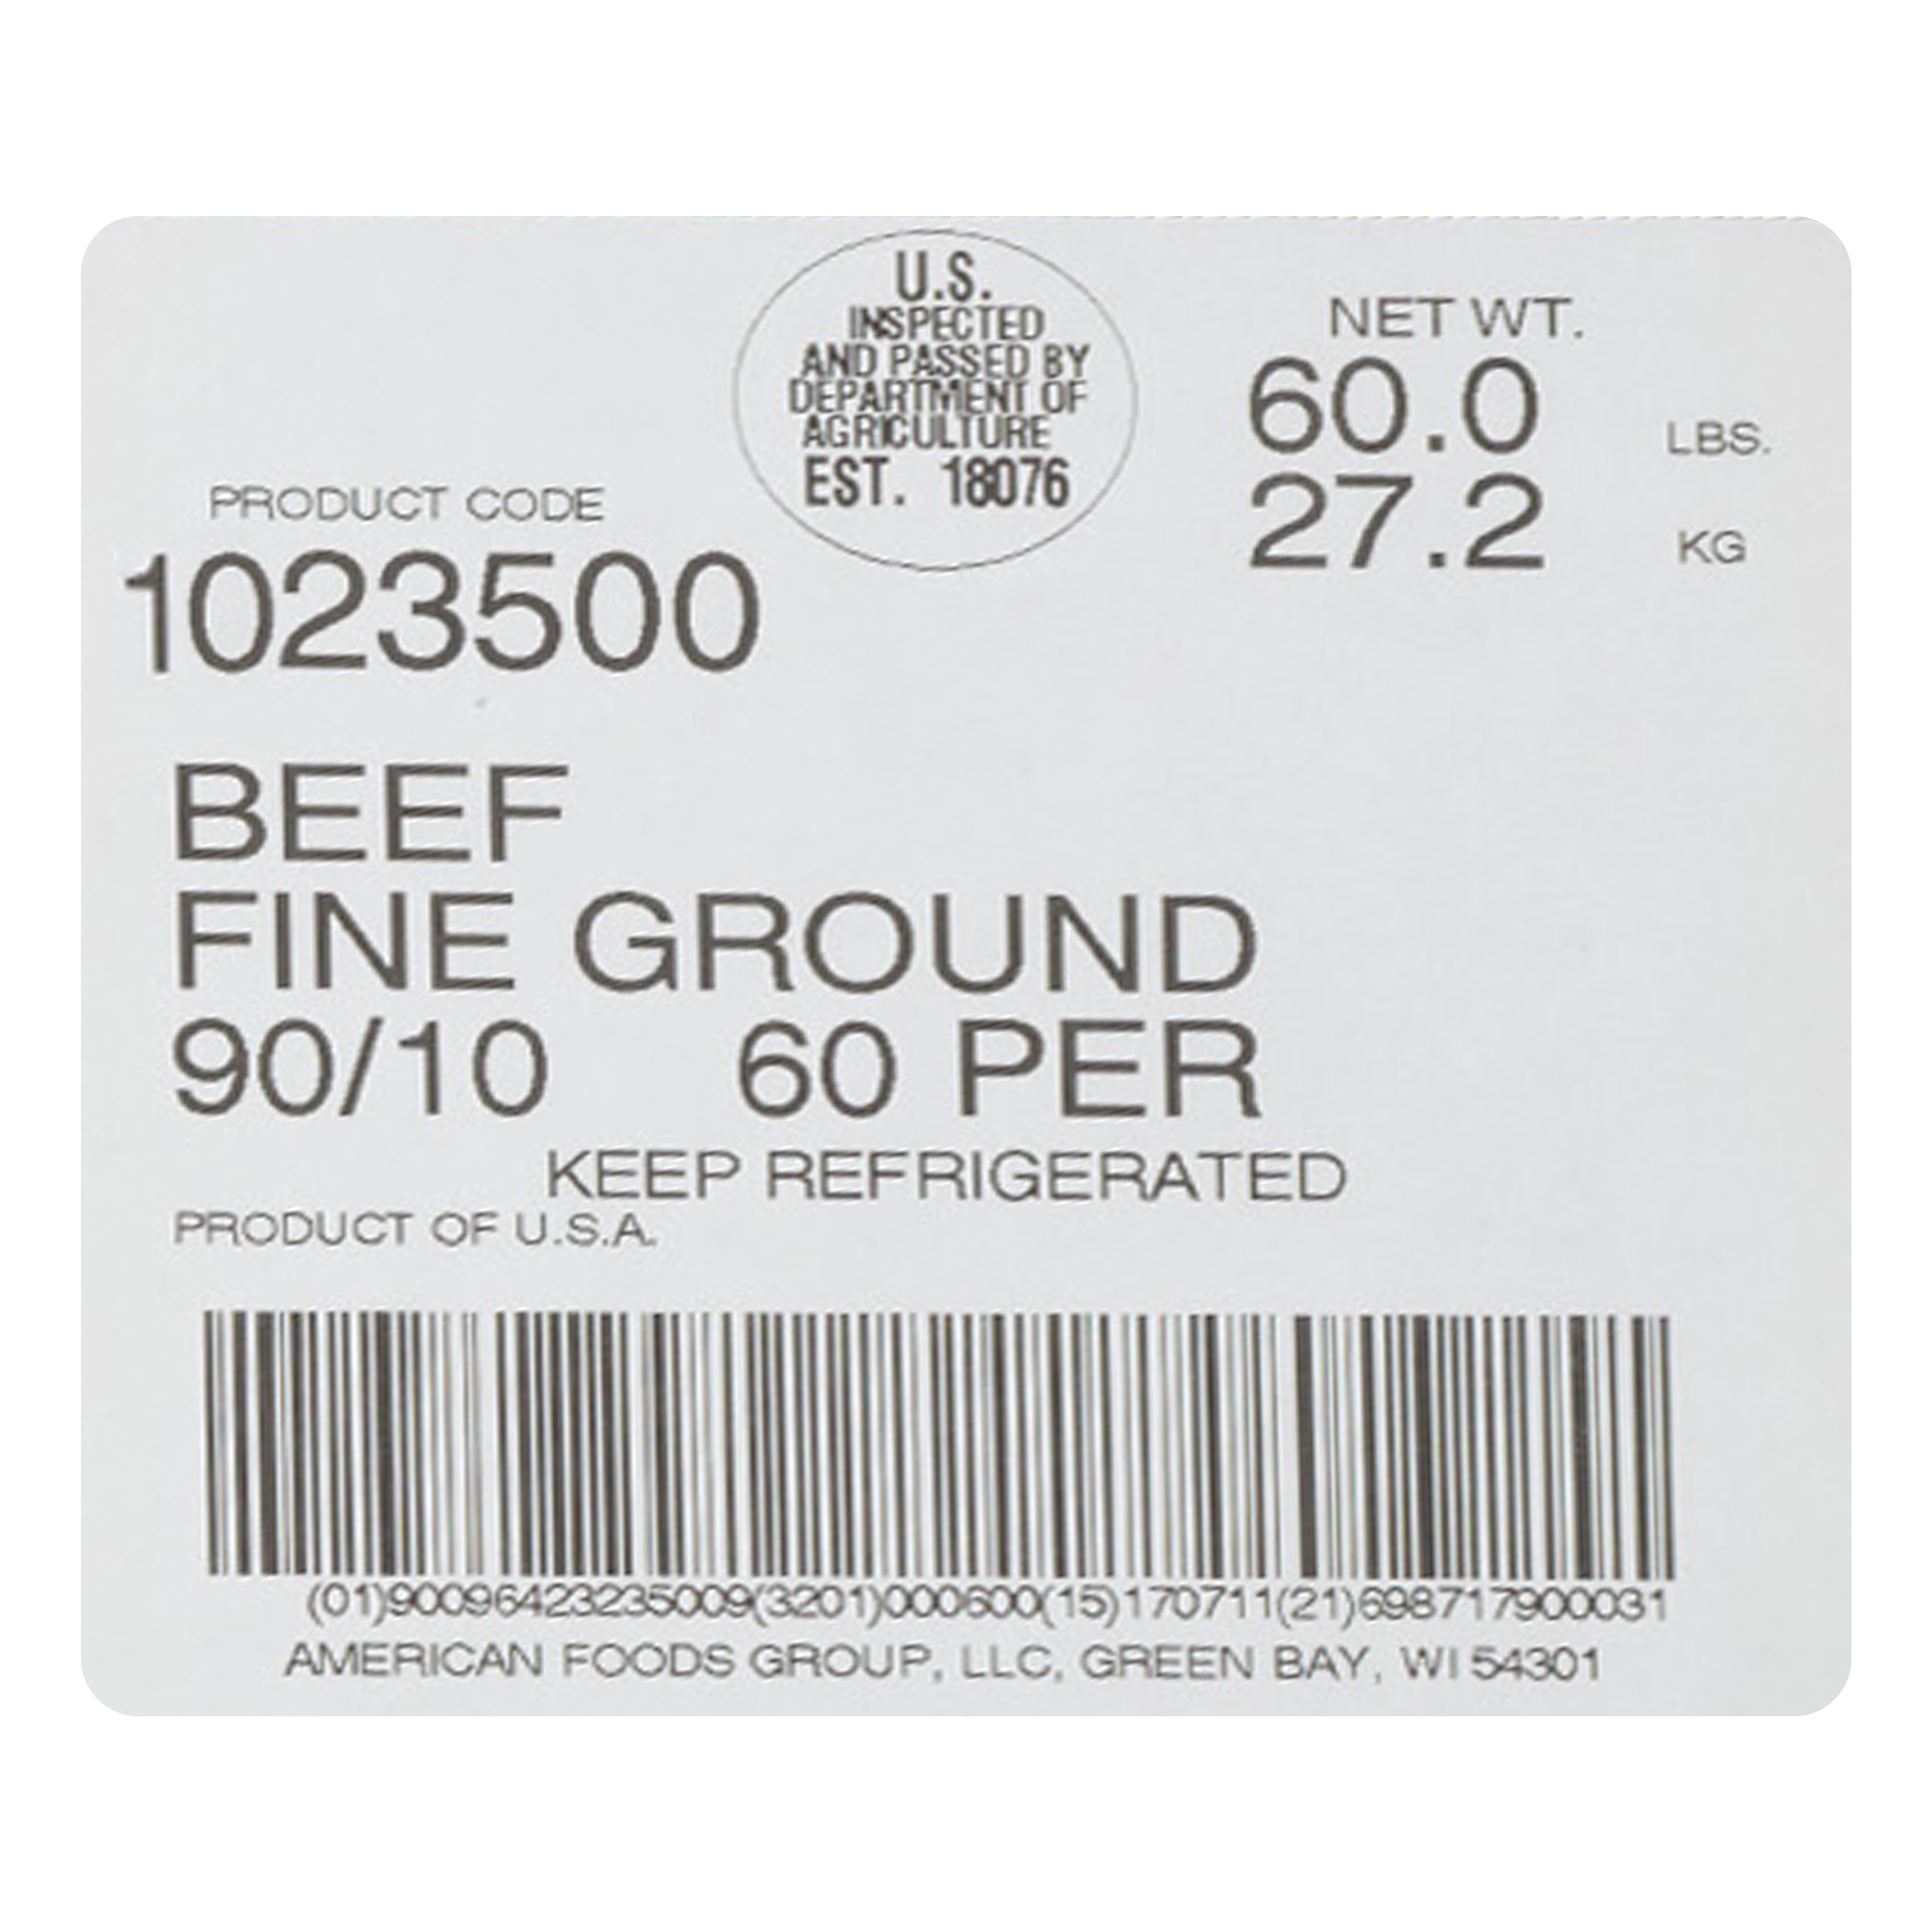 U.S.
INSPECTED
AND PASSED BY
DEPARTMENT OF
AGRICULTURE
EST. 18076
NET WT.
60.0 LBS.
27.2 KG
PRODUCT CODE
1023500
BEEF
FINE GROUND
90/10 60 PER
KEEP REFRIGERATED
PRODUCT OF U.S.A.
(01)90096423235009(3201)000600(15)170711(21)698717900031
AMERICAN FOODS GROUP, LLC, GREEN BAY, WI 54301